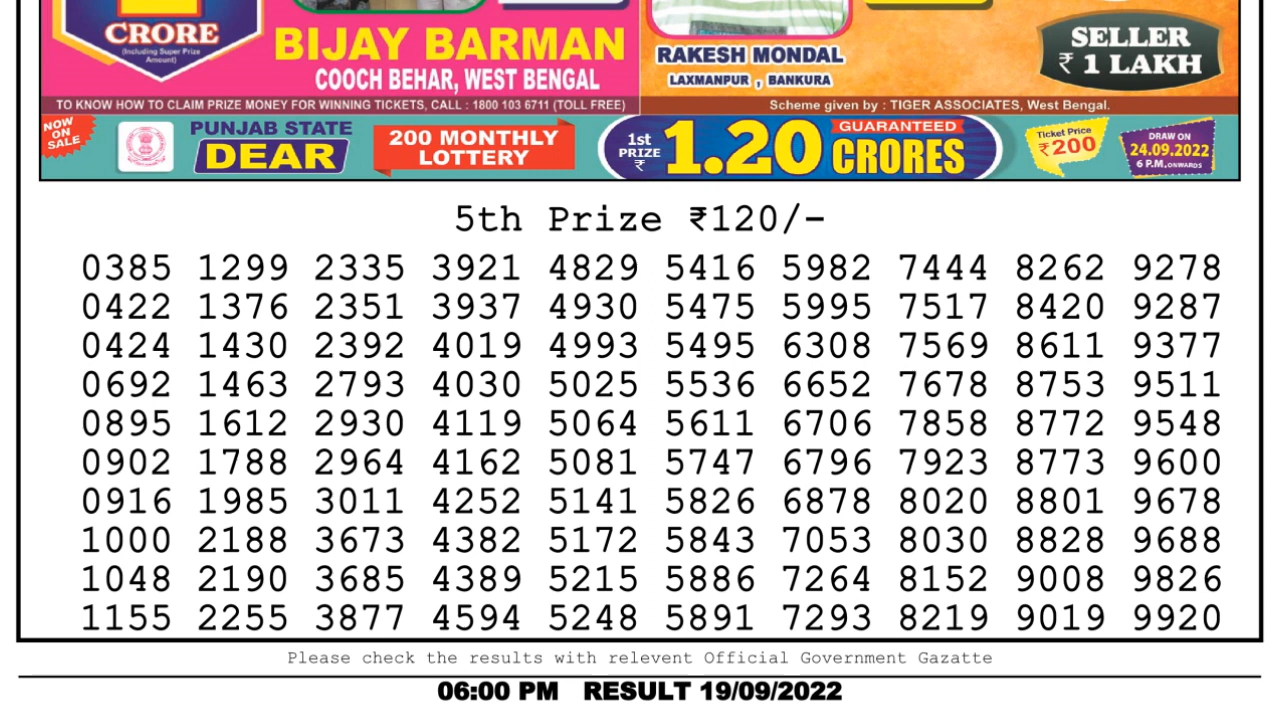 CRORE
(Including Super Prize
Amount)
BIJAY BARMAN
COOCH BEHAR, WEST BENGAL
RAKESH MONDAL
LAXMANPUR , BANKURA
SELLER
₹ 1 LAKH
TO KNOW HOW TO CLAIM PRIZE MONEY FOR WINNING TICKETS, CALL : 1800 103 6711 (TOLL FREE)
Scheme given by : TIGER ASSOCIATES, West Bengal.
NOW
ON
SALE
PUNJAB STATE
DEAR
200 MONTHLY
LOTTERY
1st
PRIZE
₹
1.20
GUARANTEED
CRORES
Ticket Price
₹200
DRAW ON
24.09.2022
6 P.M. ONWARDS
5th Prize ₹120/-
0385 1299 2335 3921 4829 5416 5982 7444 8262 9278
0422 1376 2351 3937 4930 5475 5995 7517 8420 9287
0424 1430 2392 4019 4993 5495 6308 7569 8611 9377
0692 1463 2793 4030 5025 5536 6652 7678 8753 9511
0895 1612 2930 4119 5064 5611 6706 7858 8772 9548
0902 1788 2964 4162 5081 5747 6796 7923 8773 9600
0916 1985 3011 4252 5141 5826 6878 8020 8801 9678
1000 2188 3673 4382 5172 5843 7053 8030 8828 9688
1048 2190 3685 4389 5215 5886 7264 8152 9008 9826
1155 2255 3877 4594 5248 5891 7293 8219 9019 9920
Please check the results with relevent Official Government Gazatte
06:00 PM RESULT 19/09/2022